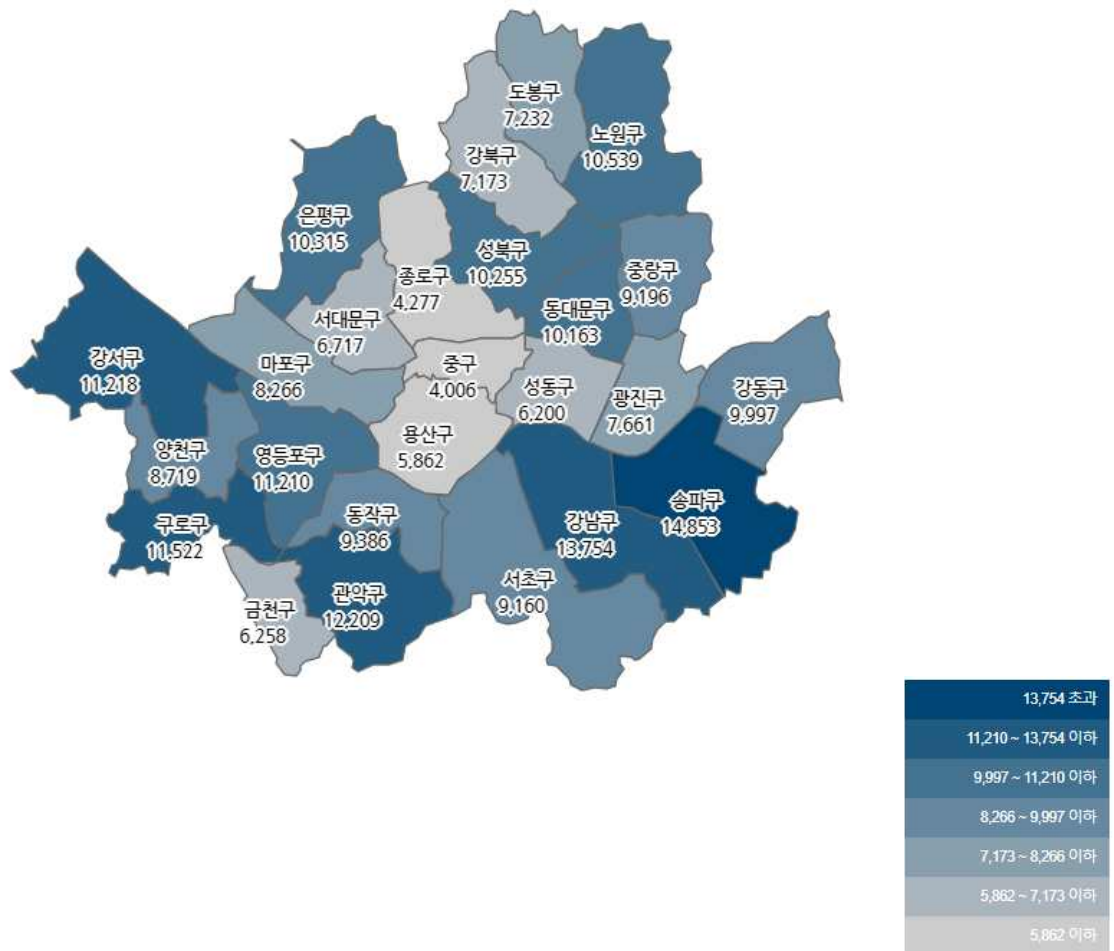 도봉구
7,232
노원구
10,539
강북구
7,173
은평구
10,315
성북구
10,255
종로구
4,277
중랑구
9,196
동대문구
10,163
서대문구
6,717
강서구
11,218
마포구
8,266
중구
4,006
성동구
6,200
광진구
7,661
강동구
9,997
용산구
5,862
양천구
8,719
영등포구
11,210
송파구
14,853
구로구
11,522
동작구
9,386
강남구
13,754
서초구
9,160
관악구
12,209
금천구
6,258
13,754 초과
11,210 ~ 13,754 이하
9,997 ~ 11,210 이하
8,266 ~ 9,997 이하
7,173 ~ 8,266 이하
5,862 ~ 7,173 이하
5,862 이하